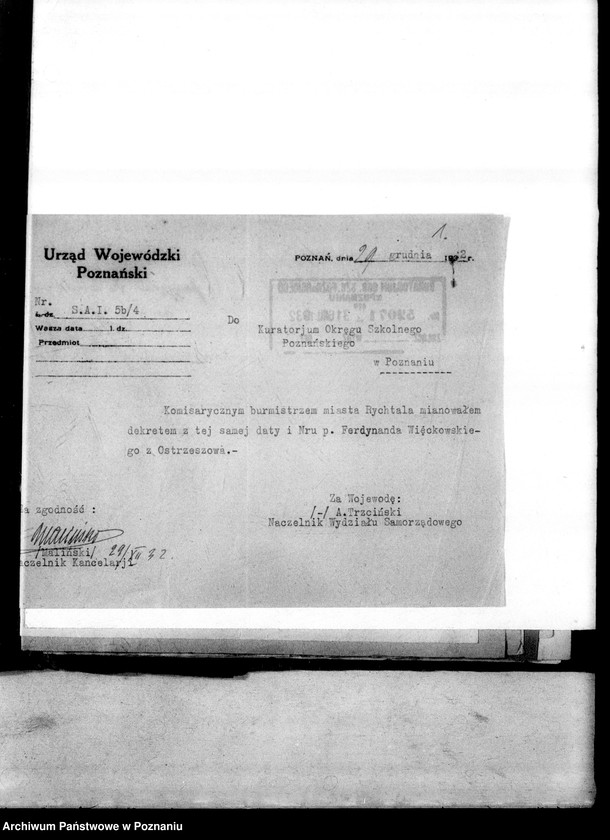 1.
Urząd Wojewódzki
Poznański
POZNAŃ, dnia 29 grudnia 1932 r.
Nr.
S.A.I. 5b/4
Wasza data l. dz.
Przedmiot
Do
Kuratorjum Okręgu Szkolnego
Poznańskiego
w Poznaniu
Komisarycznym burmistrzem miasta Rychtala mianowałem
dekretem z tej samej daty i Nru p. Ferdynanda Więckowskie-
go z Ostrzeszowa.-
Za Wojewodę:
/-/ A.Trzciński
Naczelnik Wydziału Samorządowego
a zgodność :
/Maliński/ 29/XII 32.
aczelnik Kancelarji
Archiwum Państwowe w Poznaniu